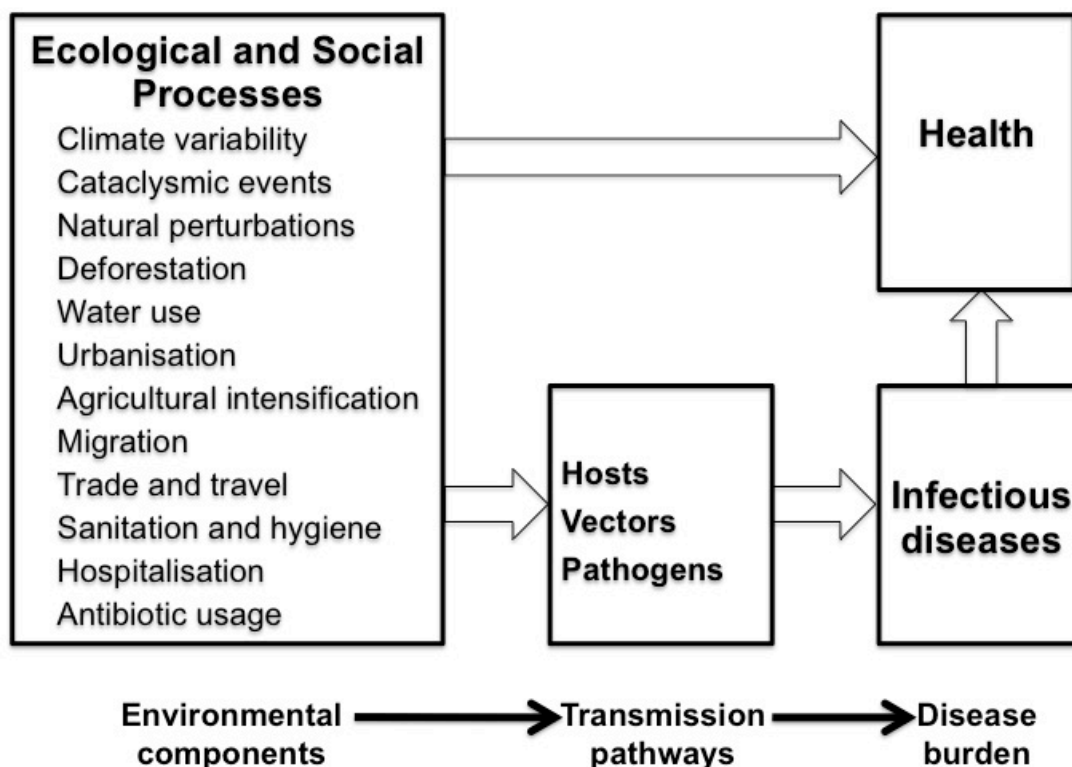 Ecological and Social
Processes
Climate variability
Cataclysmic events
Natural perturbations
Deforestation
Water use
Urbanisation
Agricultural intensification
Migration
Trade and travel
Sanitation and hygiene
Hospitalisation
Antibiotic usage
Health
Hosts
Vectors
Pathogens
Infectious
diseases
Environmental
components
Transmission
pathways
Disease
burden